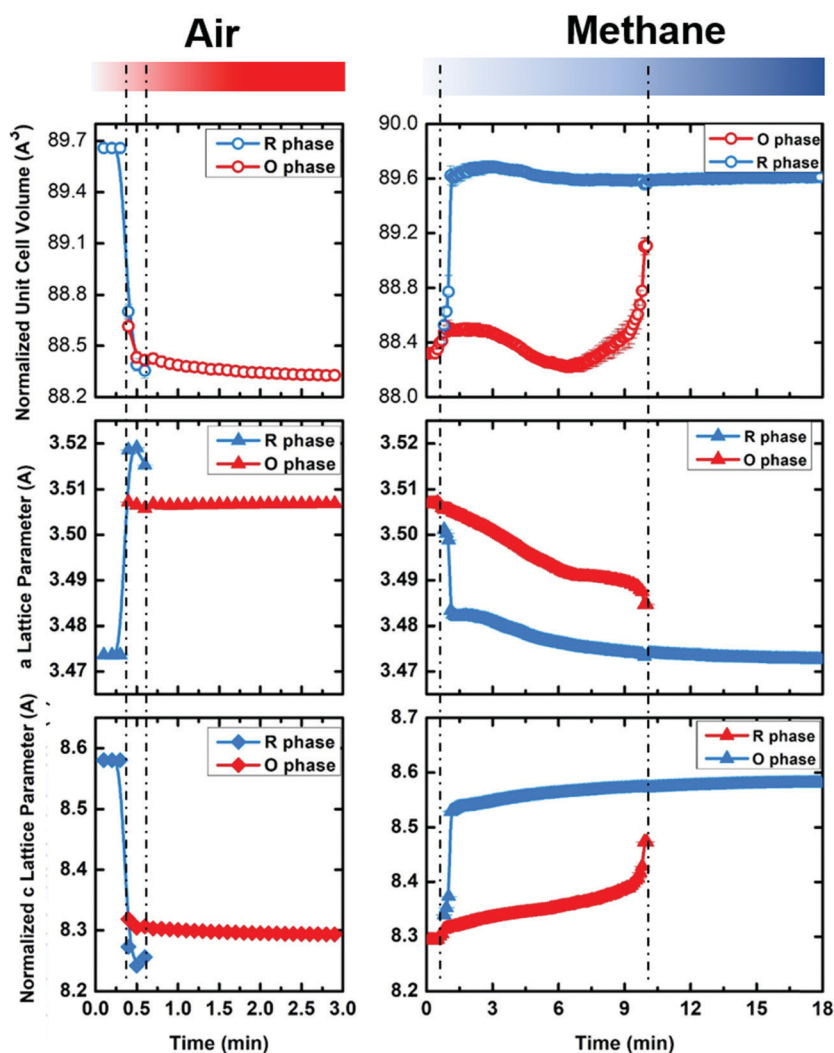 Air
Methane
Normalized Unit Cell Volume (A³)
89.7
89.4
89.1
88.8
88.5
88.2
R phase
O phase
90.0
89.6
89.2
88.8
88.4
88.0
O phase
R phase
a Lattice Parameter (A)
3.52
3.51
3.50
3.49
3.48
3.47
R phase
O phase
3.52
3.51
3.50
3.49
3.48
3.47
R phase
O phase
Normalized c Lattice Parameter (A)
8.6
8.5
8.4
8.3
8.2
R phase
O phase
8.7
8.6
8.5
8.4
8.3
8.2
R phase
O phase
0.0 0.5 1.0 1.5 2.0 2.5 3.0
Time (min)
0 3 6 9 12 15 18
Time (min)